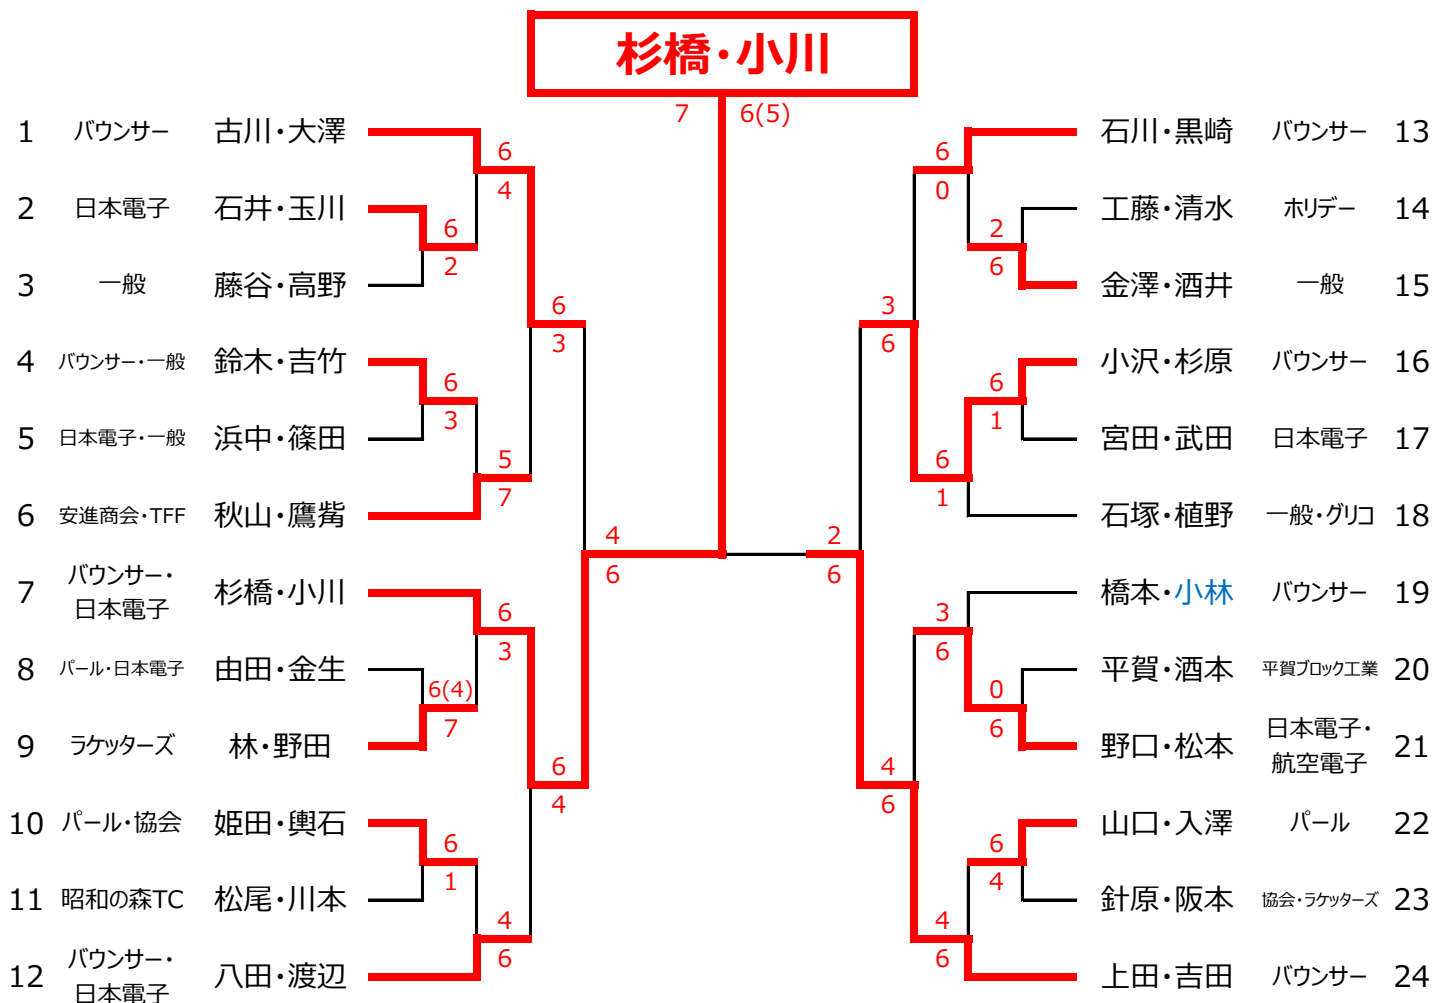 杉橋・小川
7 6(5)
1 バウンサー 古川・大澤
6
4
2 日本電子 石井・玉川
6
2
3 一般 藤谷・高野
6
3
4 バウンサー・一般 鈴木・吉竹
6
3
5 日本電子・一般 浜中・篠田
5
7
6 安進商会・TFF 秋山・鷹觜
4
6
7 バウンサー・
日本電子 杉橋・小川
6
3
8 パール・日本電子 由田・金生
6(4)
7
9 ラケッターズ 林・野田
6
4
10 パール・協会 姫田・輿石
6
1
11 昭和の森TC 松尾・川本
4
6
12 バウンサー・
日本電子 八田・渡辺
石川・黒崎 バウンサー 13
6
0
工藤・清水 ホリデー 14
2
6
金澤・酒井 一般 15
3
6
小沢・杉原 バウンサー 16
6
1
宮田・武田 日本電子 17
6
1
石塚・植野 一般・グリコ 18
2
6
橋本・小林 バウンサー 19
3
6
平賀・酒本 平賀ブロック工業 20
0
6
野口・松本 日本電子・
航空電子 21
4
6
山口・入澤 パール 22
6
4
針原・阪本 協会・ラケッターズ 23
4
6
上田・吉田 バウンサー 24